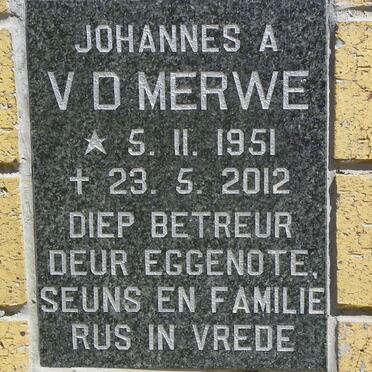 JOHANNES A
V D MERWE
★ 5. 11. 1951
✝ 23. 5. 2012
DIEP BETREUR
DEUR EGGENOTE,
SEUNS EN FAMILIE
RUS IN VREDE